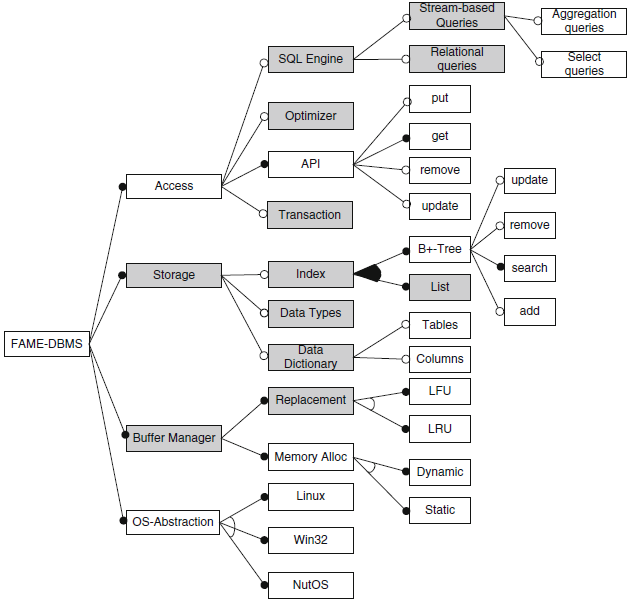 Stream-based
Queries
Aggregation
queries
SQL Engine
Relational
queries
Select
queries
Optimizer
put
get
API
remove
Access
update
update
Transaction
remove
B+-Tree
search
Storage
Index
List
add
Data Types
Tables
FAME-DBMS
Data
Dictionary
Columns
Replacement
LFU
LRU
Buffer Manager
Memory Alloc
Dynamic
Linux
Static
OS-Abstraction
Win32
NutOS